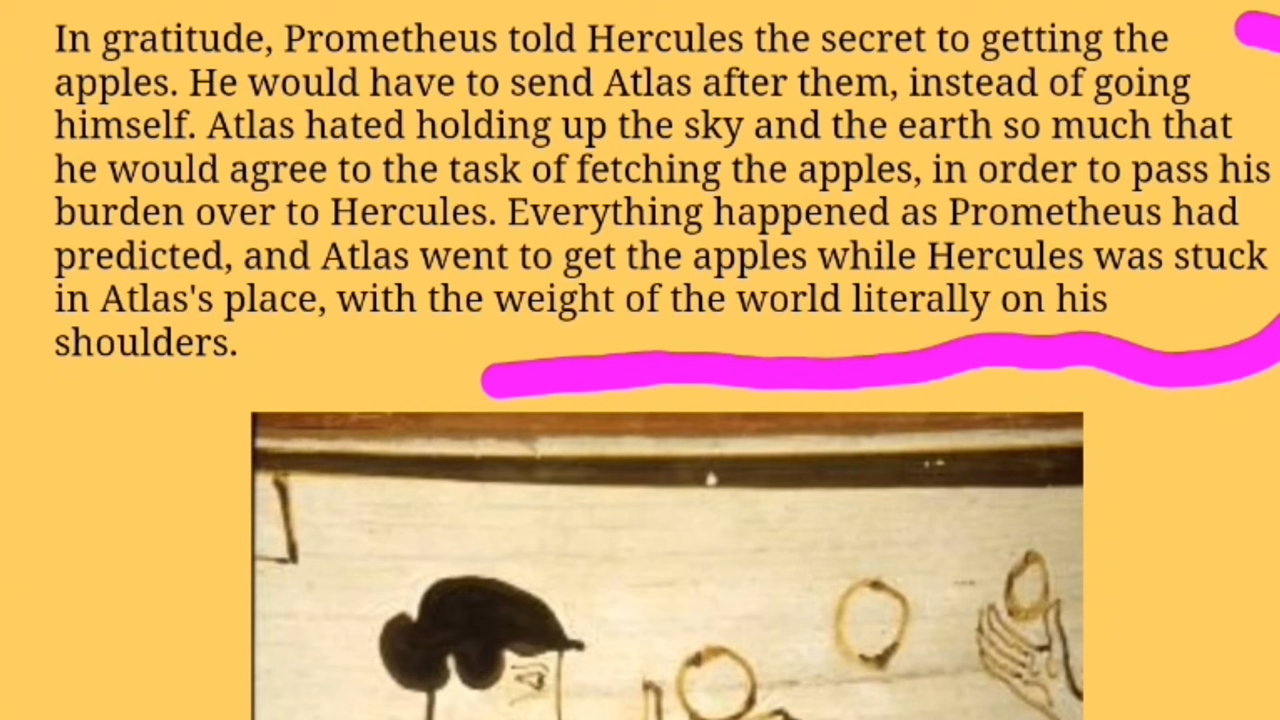 In gratitude, Prometheus told Hercules the secret to getting the
apples. He would have to send Atlas after them, instead of going
himself. Atlas hated holding up the sky and the earth so much that
he would agree to the task of fetching the apples, in order to pass his
burden over to Hercules. Everything happened as Prometheus had
predicted, and Atlas went to get the apples while Hercules was stuck
in Atlas's place, with the weight of the world literally on his
shoulders.